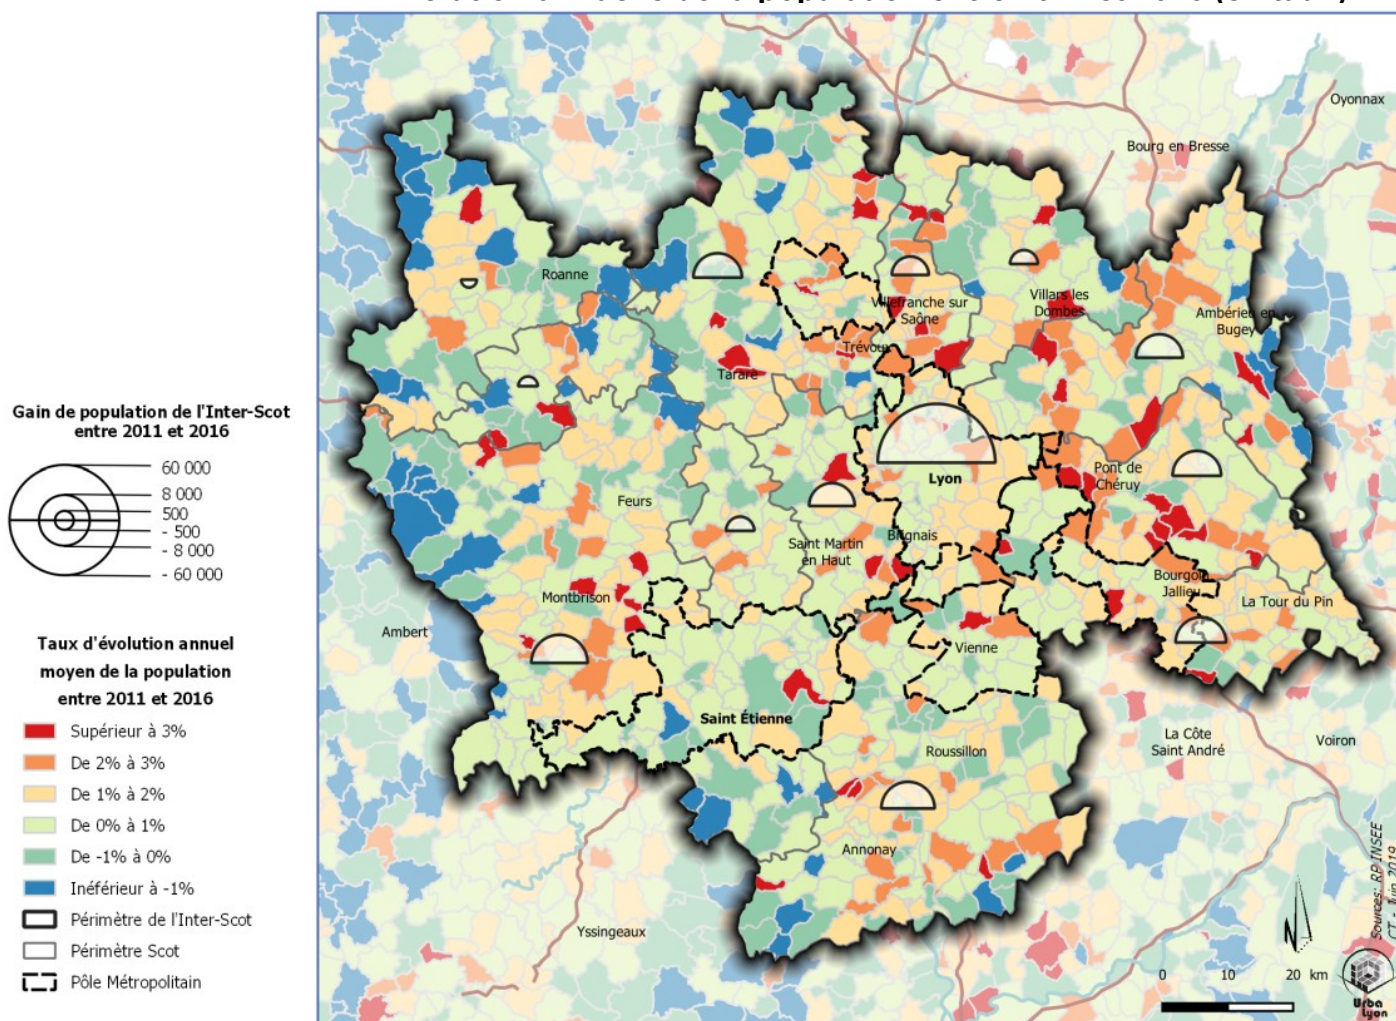 Gain de population de l'Inter-Scot
entre 2011 et 2016
60 000
8 000
500
- 500
- 8 000
- 60 000
Taux d'évolution annuel
moyen de la population
entre 2011 et 2016
Supérieur à 3%
De 2% à 3%
De 1% à 2%
De 0% à 1%
De -1% à 0%
Inéférieur à -1%
Périmètre de l'Inter-Scot
Périmètre Scot
Pôle Métropolitain
Oyonnax
Bourg en Bresse
Roanne
Villefranche sur
Saône
Villars les
Dombes
Ambérieu en
Bugey
Trévoux
Tarare
Lyon
Pont de
Chéruy
Feurs
Saint Martin
en Haut
Brignais
Montbrison
Bourgoin
Jallieu
La Tour du Pin
Ambert
Vienne
Saint Étienne
Roussillon
La Côte
Saint André
Voiron
Annonay
Yssingeaux
N
0 10 20 km
Sources: RP INSEE
CT - Juin 2019
Urba
Lyon